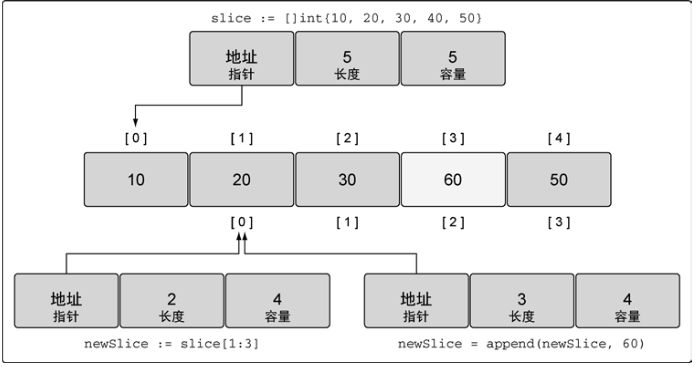 slice := []int{10, 20, 30, 40, 50}
地址 5 5
指针 长度 容量
[0] [1] [2] [3] [4]
10 20 30 60 50
[0] [1] [2] [3]
地址 2 4 地址 3 4
指针 长度 容量 指针 长度 容量
newSlice := slice[1:3] newSlice = append(newSlice, 60)